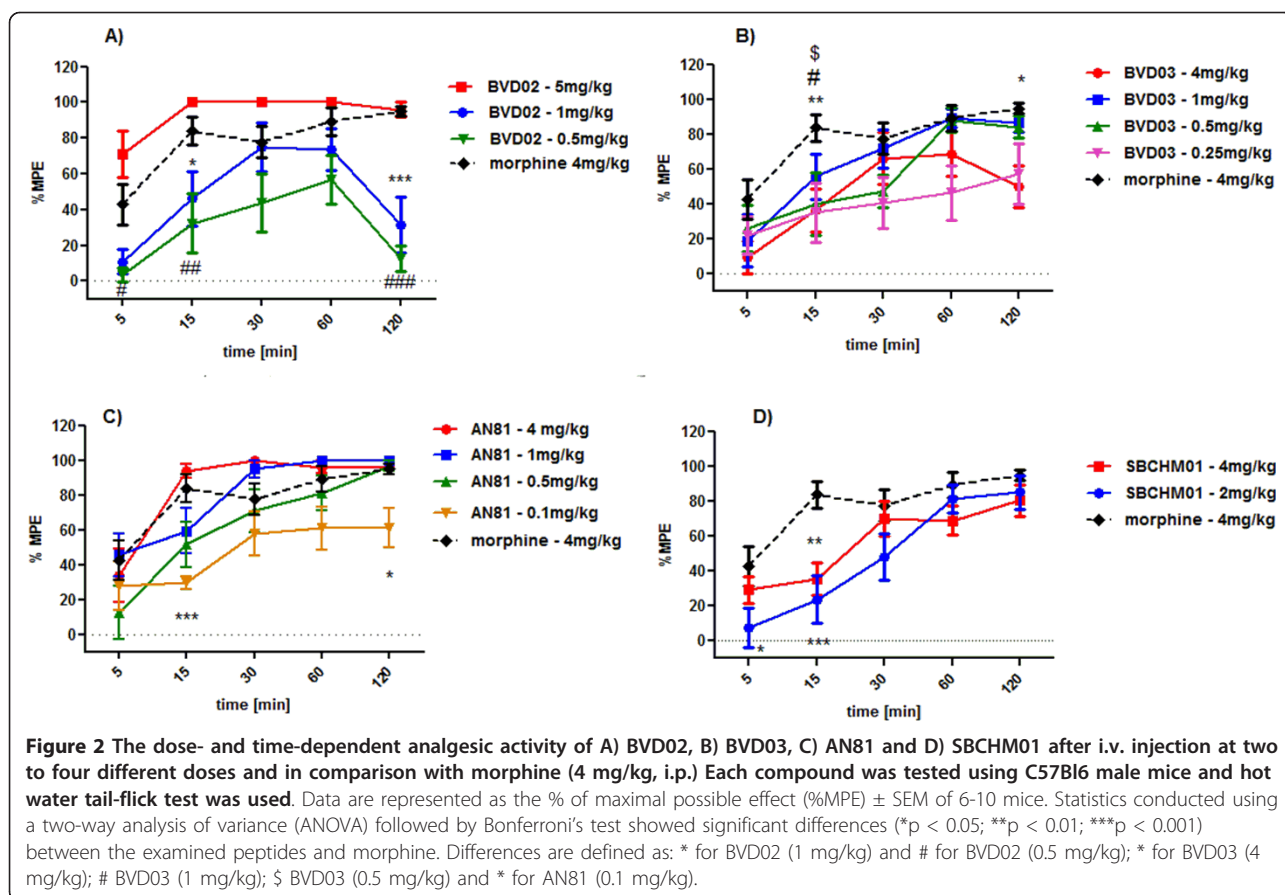 A)
120
100
80
60
40
20
0
% MPE
*
***
#
##
###
5
15
30
60
120
time [min]
BVD02 - 5mg/kg
BVD02 - 1mg/kg
BVD02 - 0.5mg/kg
morphine 4mg/kg
B)
120
100
80
60
40
20
0
% MPE
$
#
**
*
5
15
30
60
120
time [min]
BVD03 - 4mg/kg
BVD03 - 1mg/kg
BVD03 - 0.5mg/kg
BVD03 - 0.25mg/kg
morphine - 4mg/kg
C)
120
100
80
60
40
20
0
% MPE
***
*
5
15
30
60
120
time [min]
AN81 - 4 mg/kg
AN81 - 1mg/kg
AN81 - 0.5mg/kg
AN81 - 0.1mg/kg
morphine - 4mg/kg
D)
120
100
80
60
40
20
0
% MPE
**
*
***
5
15
30
60
120
time [min]
SBCHM01 - 4mg/kg
SBCHM01 - 2mg/kg
morphine - 4mg/kg
Figure 2 The dose- and time-dependent analgesic activity of A) BVD02, B) BVD03, C) AN81 and D) SBCHM01 after i.v. injection at two
to four different doses and in comparison with morphine (4 mg/kg, i.p.) Each compound was tested using C57Bl6 male mice and hot
water tail-flick test was used. Data are represented as the % of maximal possible effect (%MPE) ± SEM of 6-10 mice. Statistics conducted using
a two-way analysis of variance (ANOVA) followed by Bonferroni's test showed significant differences (*p < 0.05; **p < 0.01; ***p < 0.001)
between the examined peptides and morphine. Differences are defined as: * for BVD02 (1 mg/kg) and # for BVD02 (0.5 mg/kg); * for BVD03 (4
mg/kg); # BVD03 (1 mg/kg); $ BVD03 (0.5 mg/kg) and * for AN81 (0.1 mg/kg).